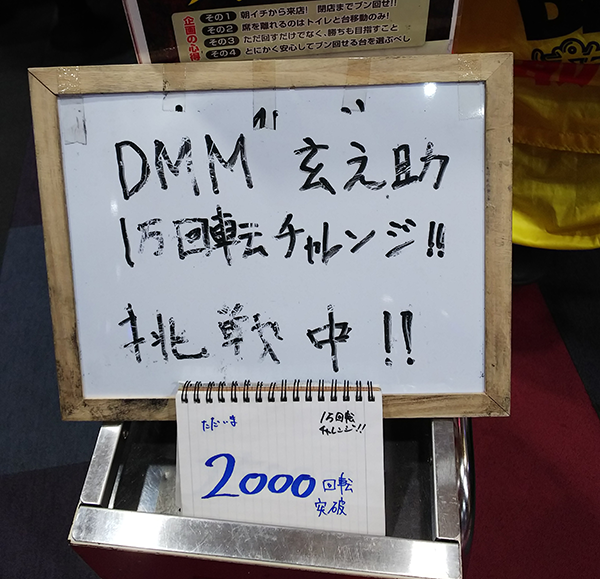 企画の心得
その1 朝イチから来店! 閉店までブン回せ!!
その2 席を離れるのはトイレと台移動のみ!
その3 ただ回すだけでなく、勝ちも目指すこと
その4 とにかく安心してブン回せる台を選ぶべし
DMM 玄之助
1万回転チャレンジ!!
挑戦中!!
ただいま
1万回転
チャレンジ!!
2000回転
突破